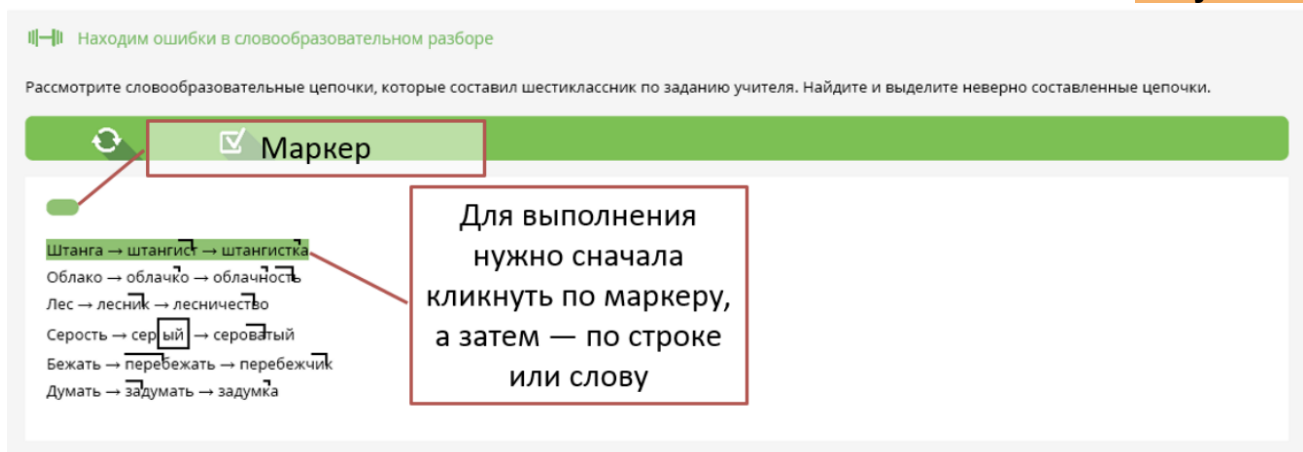 Находим ошибки в словообразовательном разборе
Рассмотрите словообразовательные цепочки, которые составил шестиклассник по заданию учителя. Найдите и выделите неверно составленные цепочки.
Маркер
Для выполнения
нужно сначала
кликнуть по маркеру,
а затем — по строке
или слову
Штанга → штангист → штангистка
Облако → облачко → облачность
Лес → лесник → лесничество
Серость → серый → сероватый
Бежать → перебежать → перебежчик
Думать → задумать → задумка